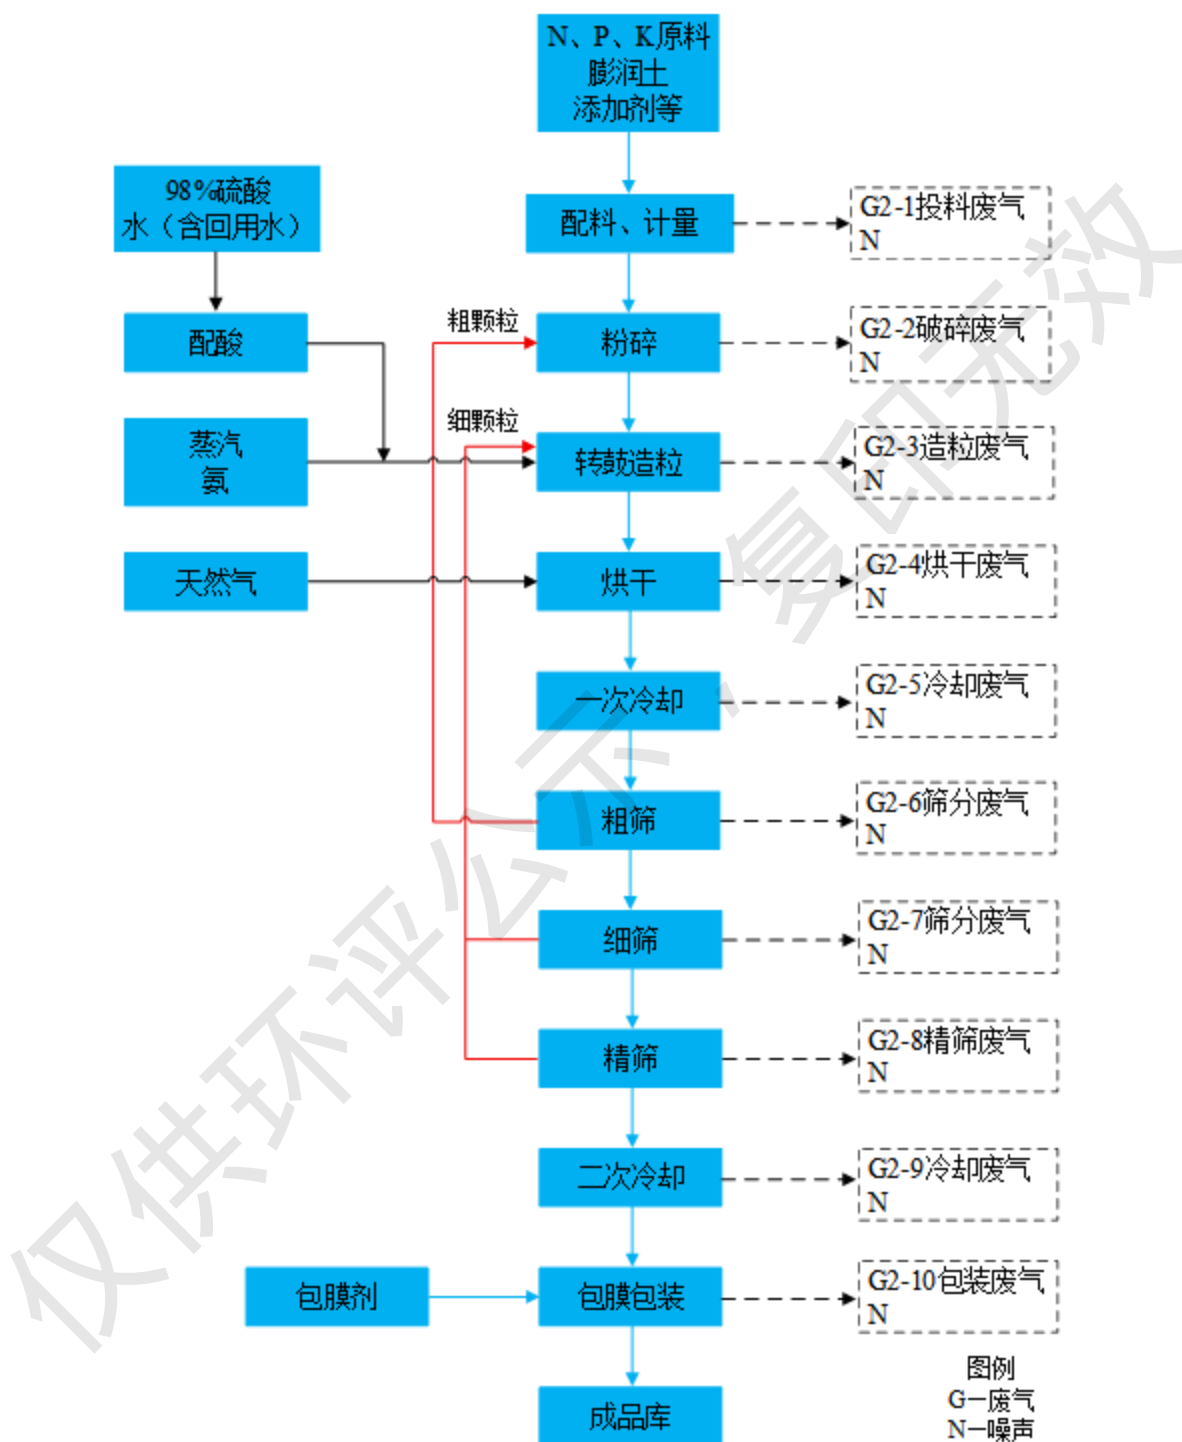 N、P、K原料
膨润土
添加剂等
98%硫酸
水（含回用水）
配料、计量
G2-1投料废气
N
配酸
粗颗粒
粉碎
G2-2破碎废气
N
蒸汽
氨
细颗粒
转鼓造粒
G2-3造粒废气
N
天然气
烘干
G2-4烘干废气
N
一次冷却
G2-5冷却废气
N
粗筛
G2-6筛分废气
N
细筛
G2-7筛分废气
N
精筛
G2-8精筛废气
N
二次冷却
G2-9冷却废气
N
包膜剂
包膜包装
G2-10包装废气
N
成品库
图例
G—废气
N—噪声
仅供环评公示，复印无效